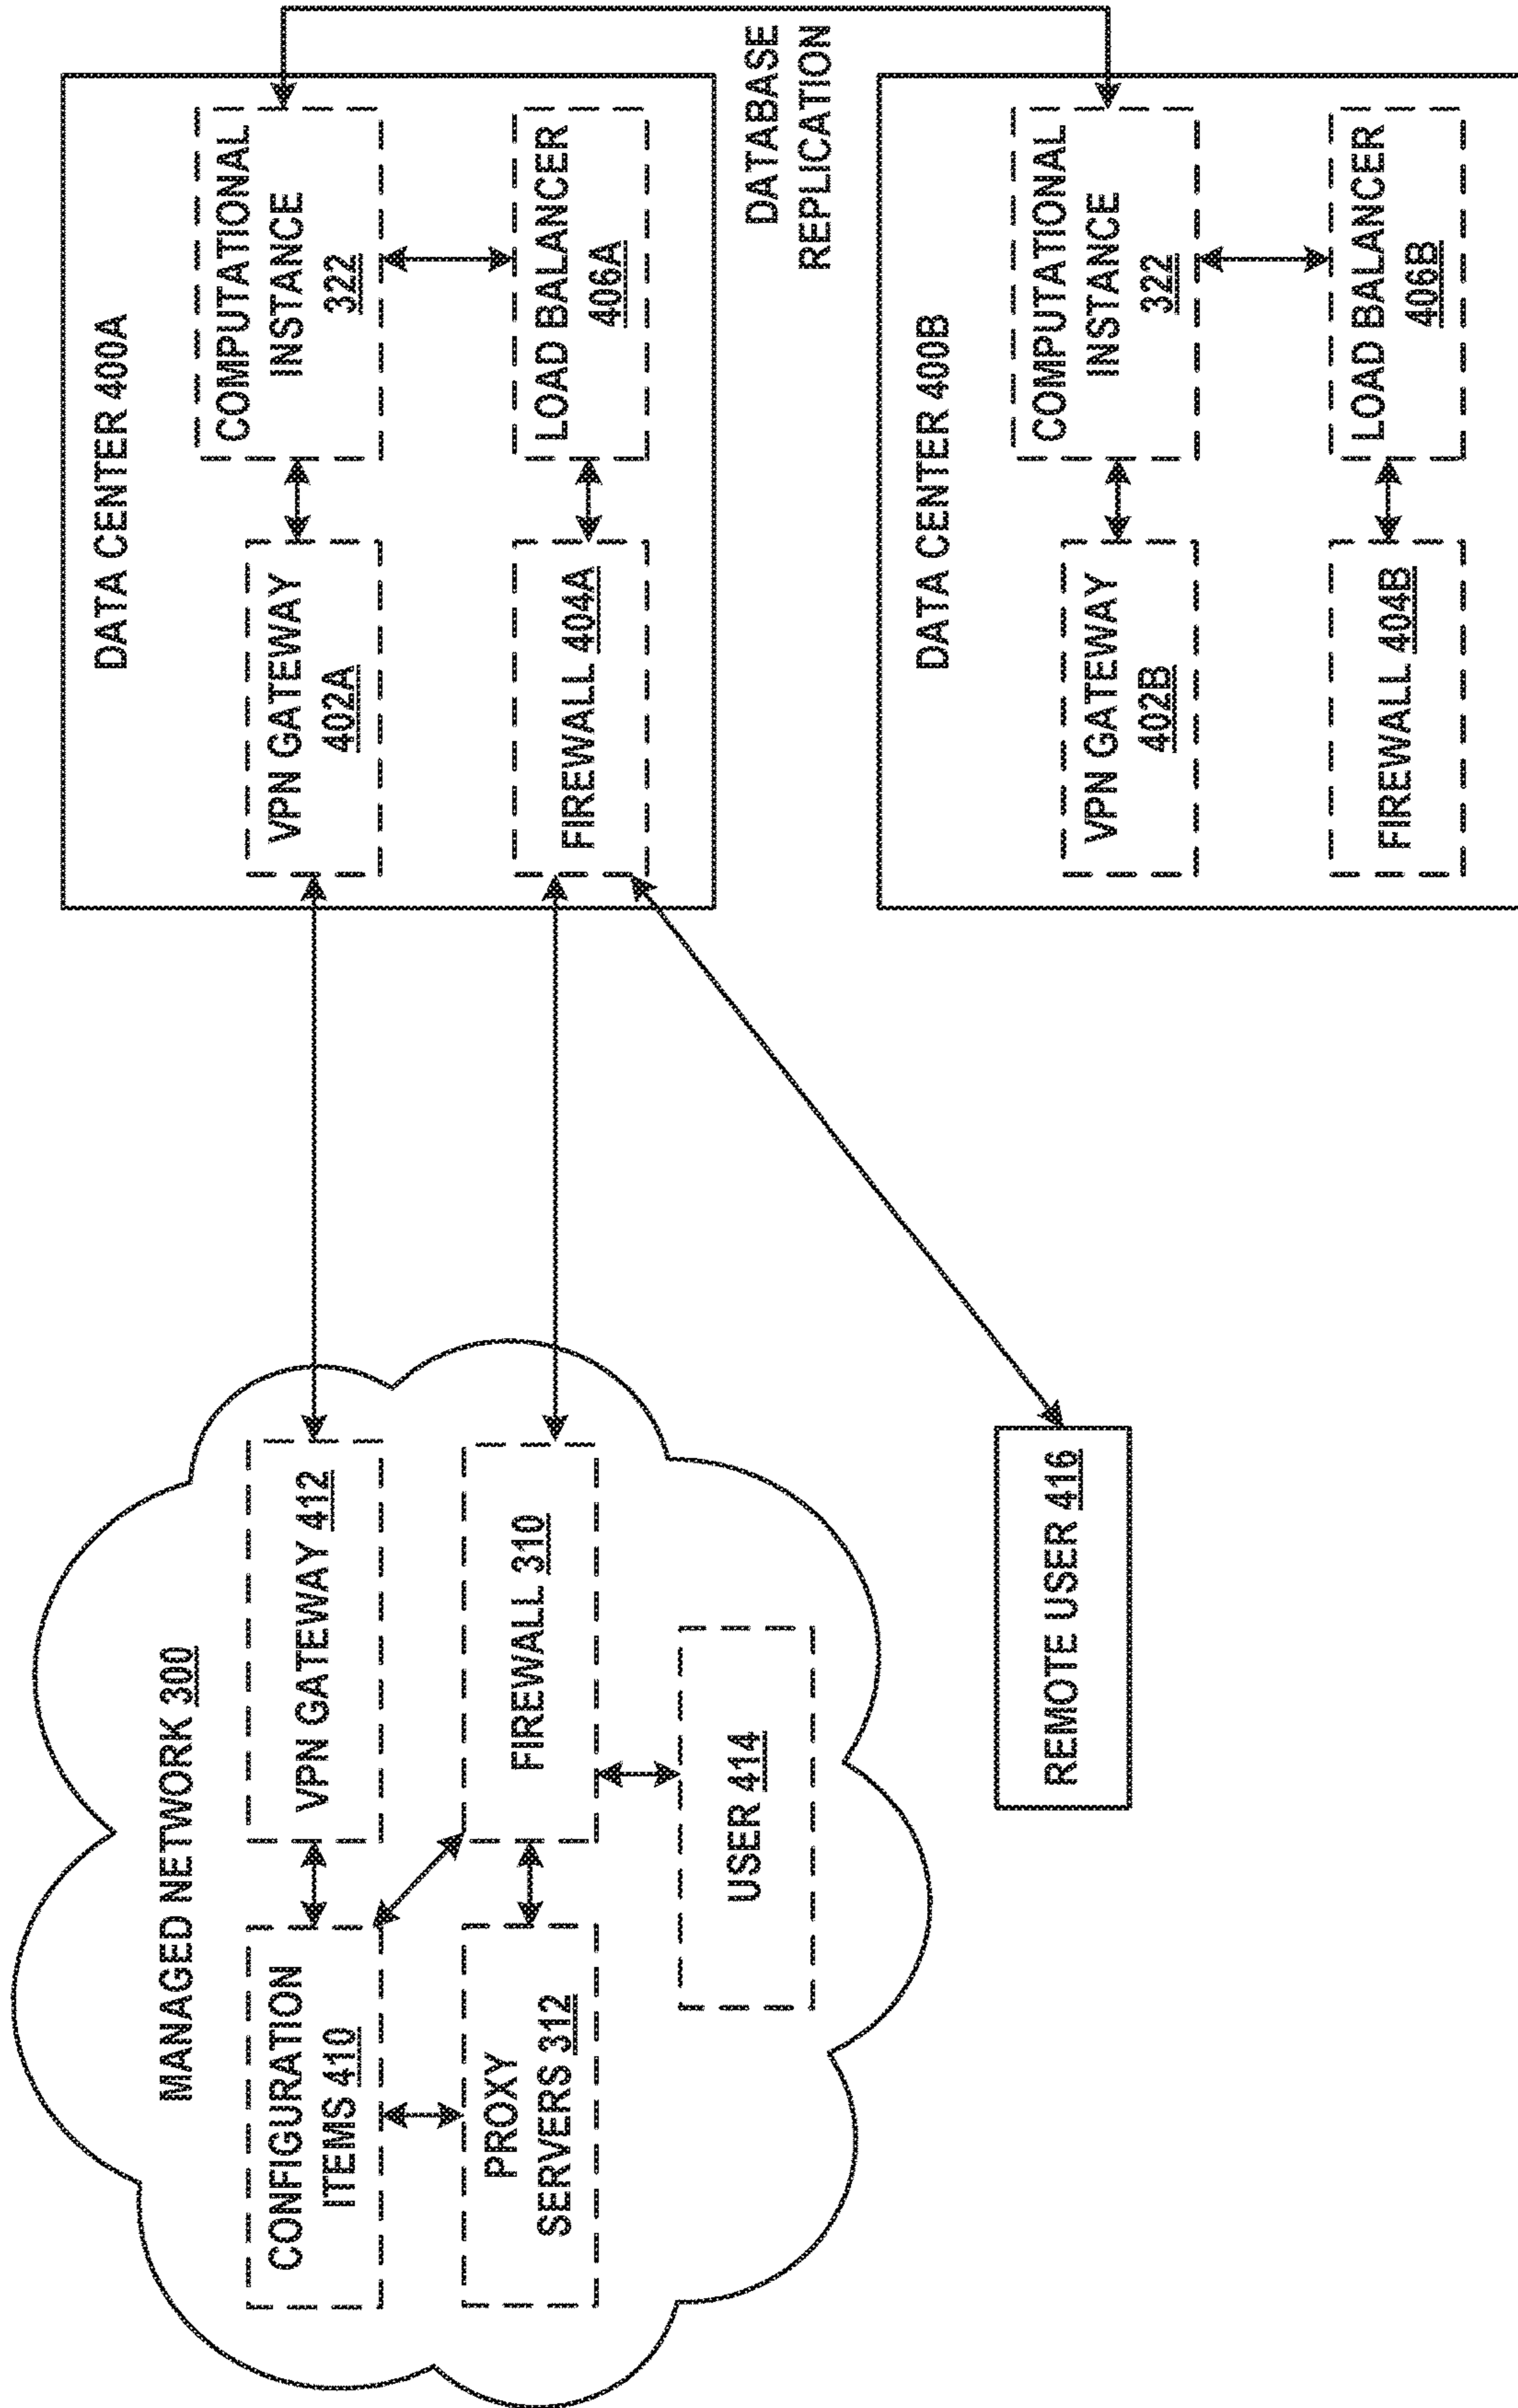 MANAGED NETWORK 300
CONFIGURATION
ITEMS 410
VPN GATEWAY 412
PROXY
SERVERS 312
FIREWALL 310
USER 414
REMOTE USER 416
DATA CENTER 400A
VPN GATEWAY
402A
COMPUTATIONAL
INSTANCE
322
FIREWALL 404A
LOAD BALANCER
406A
DATABASE
REPLICATION
DATA CENTER 400B
VPN GATEWAY
402B
COMPUTATIONAL
INSTANCE
322
FIREWALL 404B
LOAD BALANCER
406B